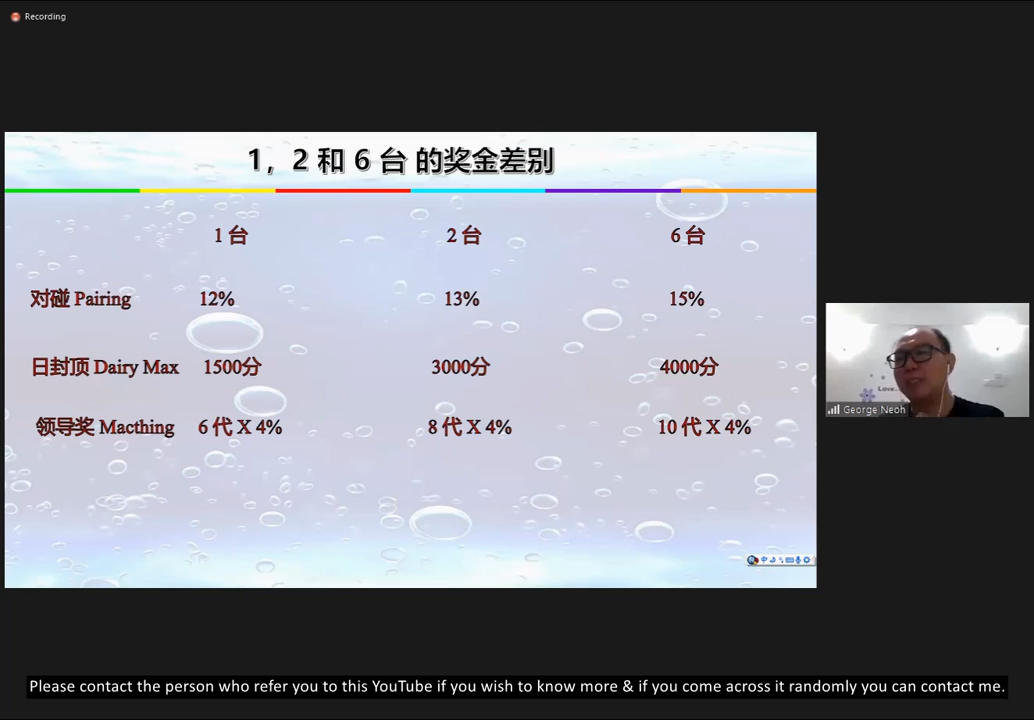 Recording
1，2 和 6 台 的奖金差别
1 台 2 台 6 台
对碰 Pairing 12% 13% 15%
日封顶 Dairy Max 1500分 3000分 4000分
领导奖 Macthing 6 代 X 4% 8 代 X 4% 10 代 X 4%
Love..
George Neoh
中
Please contact the person who refer you to this YouTube if you wish to know more & if you come across it randomly you can contact me.